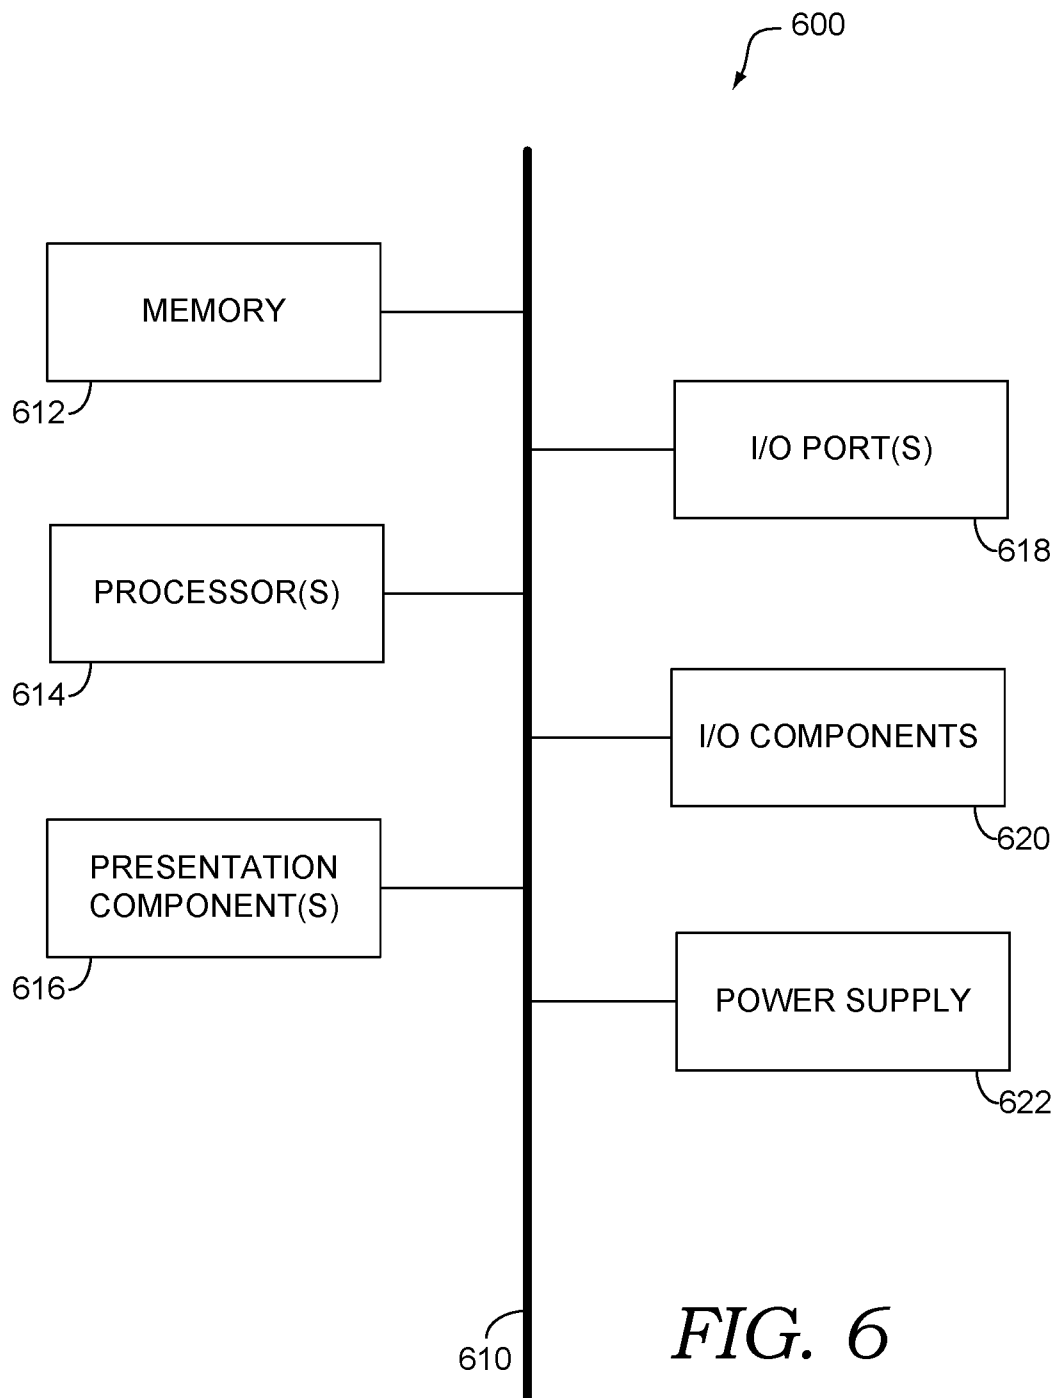 600
MEMORY
612
I/O PORT(S)
618
PROCESSOR(S)
614
I/O COMPONENTS
620
PRESENTATION
COMPONENT(S)
616
POWER SUPPLY
622
610
FIG. 6